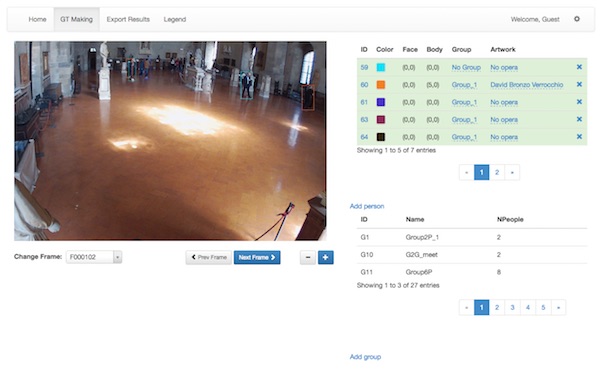 Home GT Making Export Results Legend Welcome, Guest
ID Color Face Body Group Artwork
59 (0,0) (0,0) No Group No opera
60 (0,0) (5,0) Group_1 David Bronzo Verrocchio
61 (0,0) (0,0) Group_1 No opera
63 (0,0) (0,0) Group_1 No opera
64 (0,0) (0,0) Group_1 No opera
Showing 1 to 5 of 7 entries
« 1 2 »
Add person
ID Name NPeople
G1 Group2P_1 2
G10 G2G_meet 2
G11 Group6P 8
Showing 1 to 3 of 27 entries
« 1 2 3 4 5 »
Add group
Change Frame: F000102 Prev Frame Next Frame − +